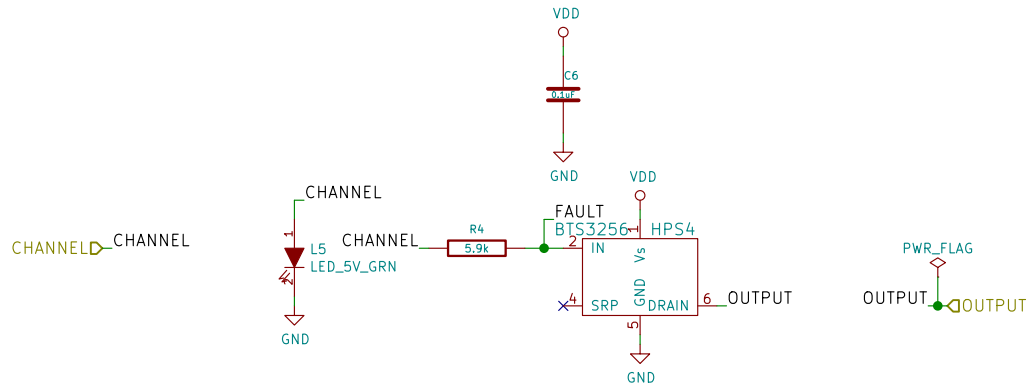 VDD
C6
0.1uF
GND
VDD
CHANNEL
FAULT
R4
BTS3256
HPS4
1
1
CHANNEL
CHANNEL
CHANNEL
5.9k
2
IN
Vs
L5
LED_5V_GRN
2
PWR_FLAG
GND
4
SRP
DRAIN
6
OUTPUT
OUTPUT
OUTPUT
5
GND
GND